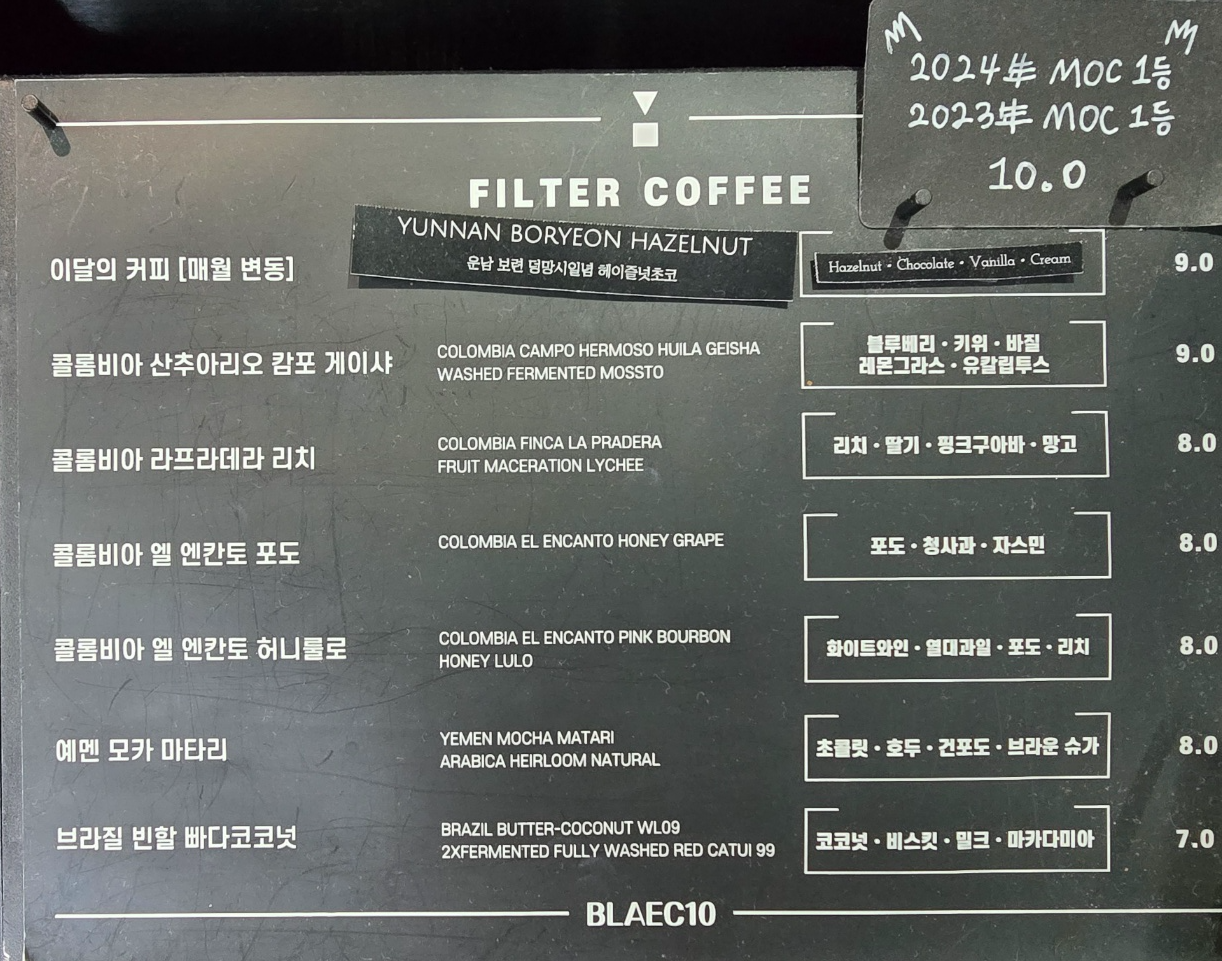 2024年 MOC 1등
2023年 MOC 1등
10.0
FILTER COFFEE
이달의 커피 [매월 변동]
YUNNAN BORYEON HAZELNUT
운남 보련 덩망시일념 헤이즐넛초코
Hazelnut · Chocolate · Vanilla · Cream
9.0
콜롬비아 산추아리오 캄포 게이샤
COLOMBIA CAMPO HERMOSO HUILA GEISHA
WASHED FERMENTED MOSSTO
블루베리 · 키위 · 바질
레몬그라스 · 유칼립투스
9.0
콜롬비아 라프라데라 리치
COLOMBIA FINCA LA PRADERA
FRUIT MACERATION LYCHEE
리치 · 딸기 · 핑크구아바 · 망고
8.0
콜롬비아 엘 엔칸토 포도
COLOMBIA EL ENCANTO HONEY GRAPE
포도 · 청사과 · 자스민
8.0
콜롬비아 엘 엔칸토 허니룰로
COLOMBIA EL ENCANTO PINK BOURBON
HONEY LULO
화이트와인 · 열대과일 · 포도 · 리치
8.0
예멘 모카 마타리
YEMEN MOCHA MATARI
ARABICA HEIRLOOM NATURAL
초콜릿 · 호두 · 건포도 · 브라운 슈가
8.0
브라질 빈할 빠다코코넛
BRAZIL BUTTER-COCONUT WL09
2XFERMENTED FULLY WASHED RED CATUI 99
코코넛 · 비스킷 · 밀크 · 마카다미아
7.0
BLAEC10